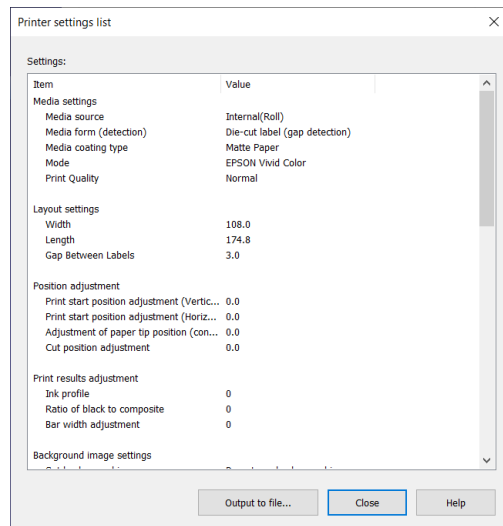 Printer settings list
Settings:
Item Value
Media settings
Media source Internal(Roll)
Media form (detection) Die-cut label (gap detection)
Media coating type Matte Paper
Mode EPSON Vivid Color
Print Quality Normal
Layout settings
Width 108.0
Length 174.8
Gap Between Labels 3.0
Position adjustment
Print start position adjustment (Vertic... 0.0
Print start position adjustment (Horiz... 0.0
Adjustment of paper tip position (con... 0.0
Cut position adjustment 0.0
Print results adjustment
Ink profile 0
Ratio of black to composite 0
Bar width adjustment 0
Background image settings
Output to file... Close Help